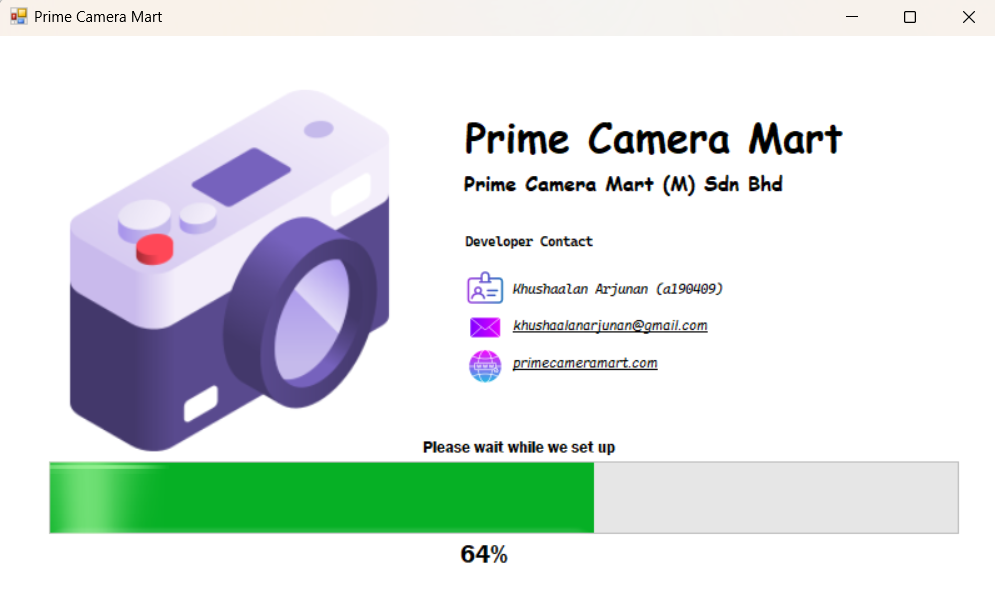 Prime Camera Mart
Prime Camera Mart
Prime Camera Mart (M) Sdn Bhd
Developer Contact
Khushaalan Arjunan (a190409)
khushaalanarjunan@gmail.com
primecameramart.com
Please wait while we set up
64%